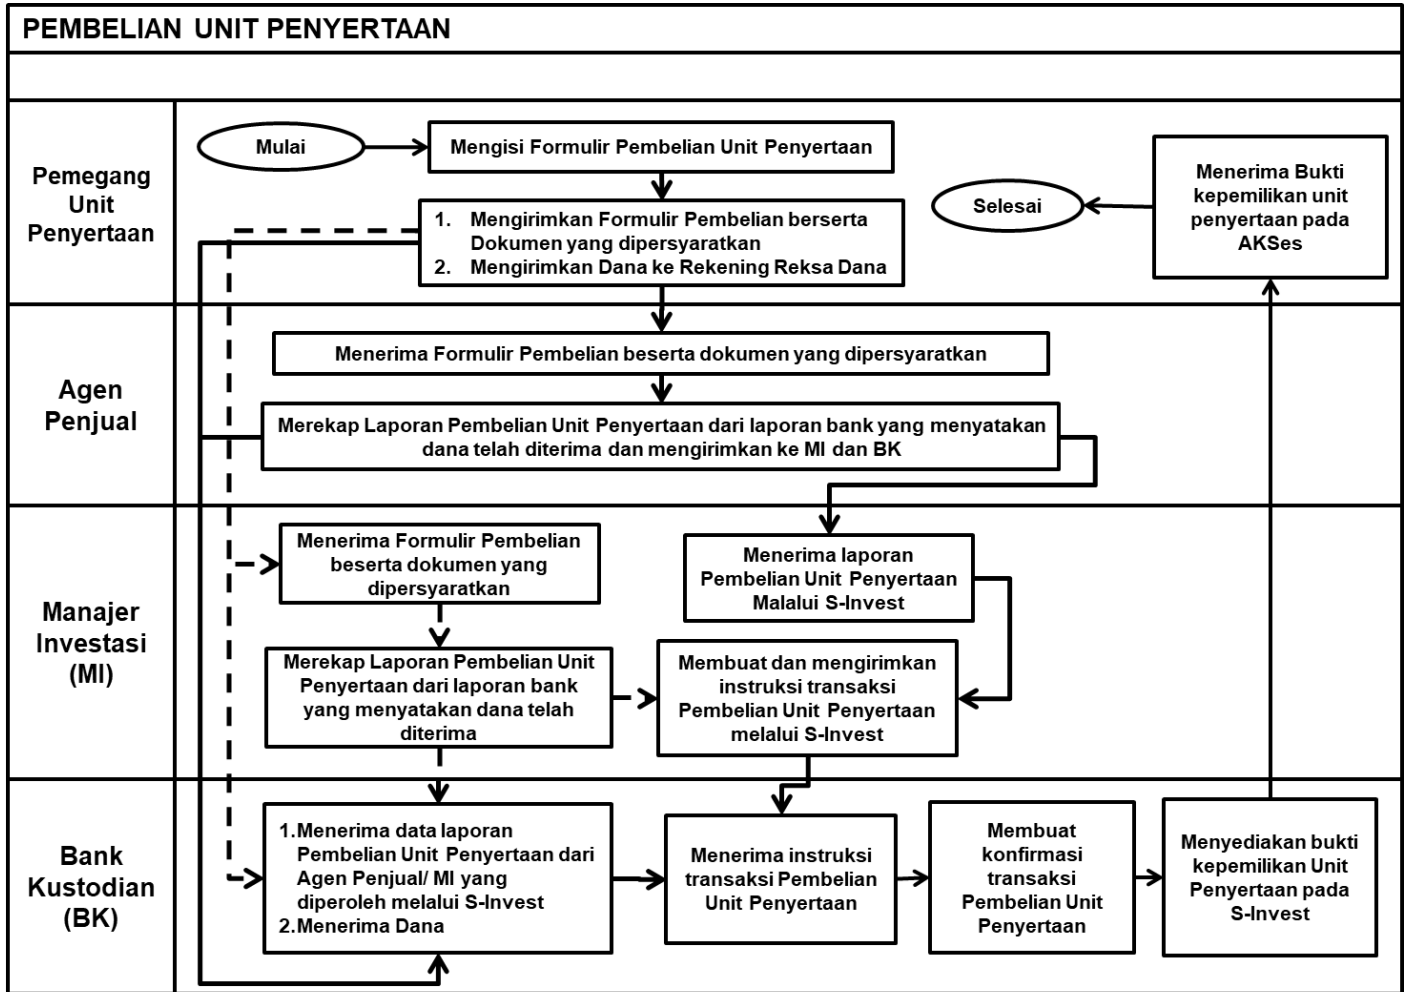 PEMBELIAN UNIT PENYERTAAN
Pemegang
Unit
Penyertaan
Mulai
Mengisi Formulir Pembelian Unit Penyertaan
1. Mengirimkan Formulir Pembelian berserta
Dokumen yang dipersyaratkan
2. Mengirimkan Dana ke Rekening Reksa Dana
Selesai
Menerima Bukti
kepemilikan unit
penyertaan pada
AKSes
Agen
Penjual
Menerima Formulir Pembelian beserta dokumen yang dipersyaratkan
Merekap Laporan Pembelian Unit Penyertaan dari laporan bank yang menyatakan
dana telah diterima dan mengirimkan ke MI dan BK
Manajer
Investasi
(MI)
Menerima Formulir Pembelian
beserta dokumen yang
dipersyaratkan
Menerima laporan
Pembelian Unit Penyertaan
Malalui S-Invest
Merekap Laporan Pembelian Unit
Penyertaan dari laporan bank
yang menyatakan dana telah
diterima
Membuat dan mengirimkan
instruksi transaksi
Pembelian Unit Penyertaan
melalui S-Invest
Bank
Kustodian
(BK)
1.Menerima data laporan
Pembelian Unit Penyertaan dari
Agen Penjual/ MI yang
diperoleh melalui S-Invest
2.Menerima Dana
Menerima instruksi
transaksi Pembelian
Unit Penyertaan
Membuat
konfirmasi
transaksi
Pembelian Unit
Penyertaan
Menyediakan bukti
kepemilikan Unit
Penyertaan pada
S-Invest